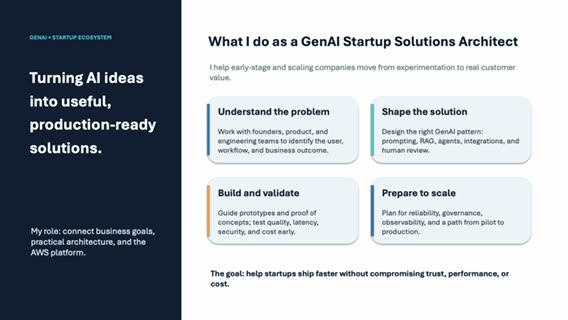 GENAI • STARTUP ECOSYSTEM
Turning AI ideas
into useful,
production-ready
solutions.
My role: connect business goals,
practical architecture, and the
AWS platform.
What I do as a GenAI Startup Solutions Architect
I help early-stage and scaling companies move from experimentation to real customer
value.
Understand the problem
Work with founders, product, and
engineering teams to identify the user,
workflow, and business outcome.
Shape the solution
Design the right GenAI pattern:
prompting, RAG, agents, integrations, and
human review.
Build and validate
Guide prototypes and proof of
concepts; test quality, latency,
security, and cost early.
Prepare to scale
Plan for reliability, governance,
observability, and a path from pilot to
production.
The goal: help startups ship faster without compromising trust, performance, or
cost.